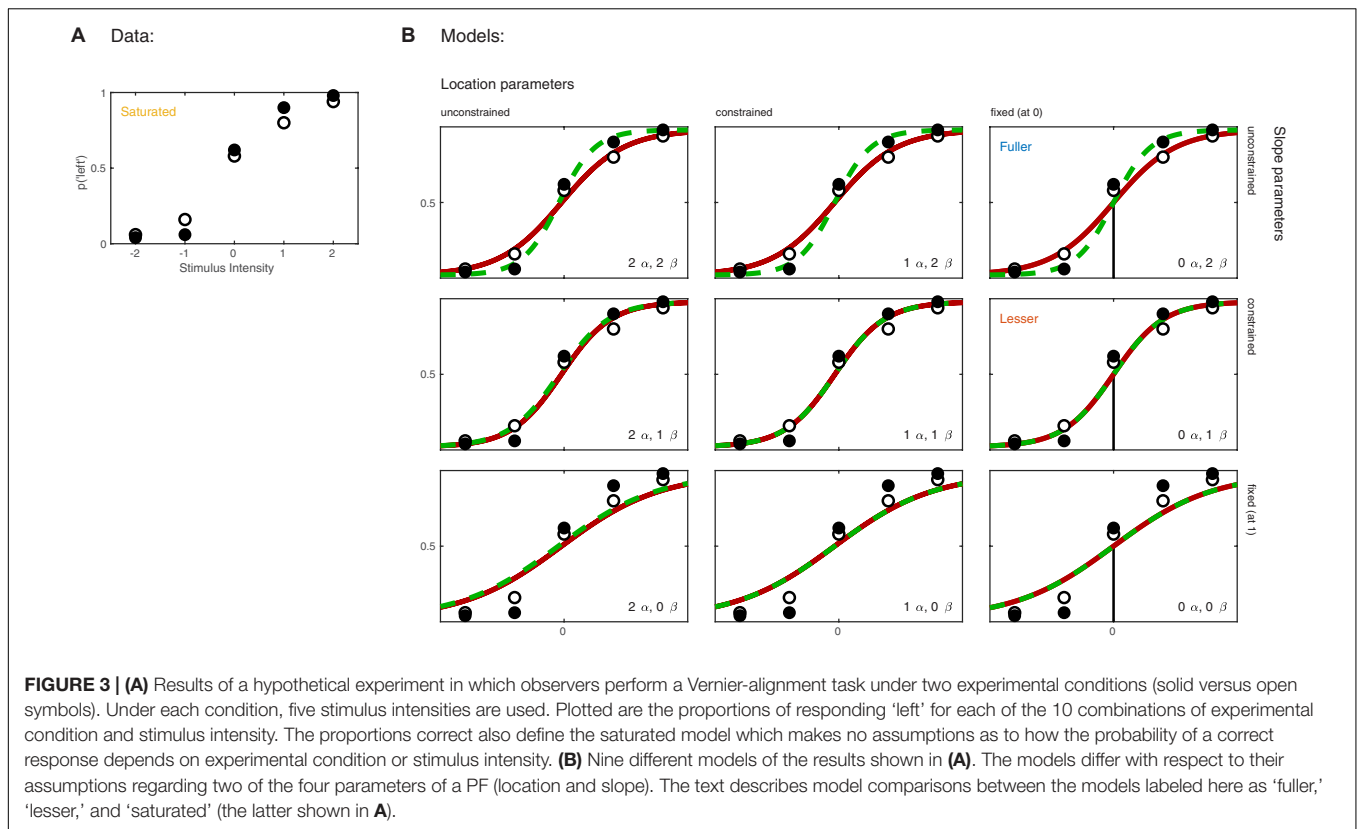 A Data:
B Models:
Location parameters
unconstrained
constrained
fixed (at 0)
Slope parameters
1
Saturated
0.5
p('left')
0
-2
-1
0
1
2
Stimulus Intensity
0.5
2 α, 2 β
1 α, 2 β
Fuller
0 α, 2 β
unconstrained
0.5
2 α, 1 β
1 α, 1 β
Lesser
0 α, 1 β
constrained
0.5
2 α, 0 β
1 α, 0 β
0 α, 0 β
fixed (at 1)
0
0
0
FIGURE 3 | (A) Results of a hypothetical experiment in which observers perform a Vernier-alignment task under two experimental conditions (solid versus open
symbols). Under each condition, five stimulus intensities are used. Plotted are the proportions of responding 'left' for each of the 10 combinations of experimental
condition and stimulus intensity. The proportions correct also define the saturated model which makes no assumptions as to how the probability of a correct
response depends on experimental condition or stimulus intensity. (B) Nine different models of the results shown in (A). The models differ with respect to their
assumptions regarding two of the four parameters of a PF (location and slope). The text describes model comparisons between the models labeled here as 'fuller,'
'lesser,' and 'saturated' (the latter shown in A).